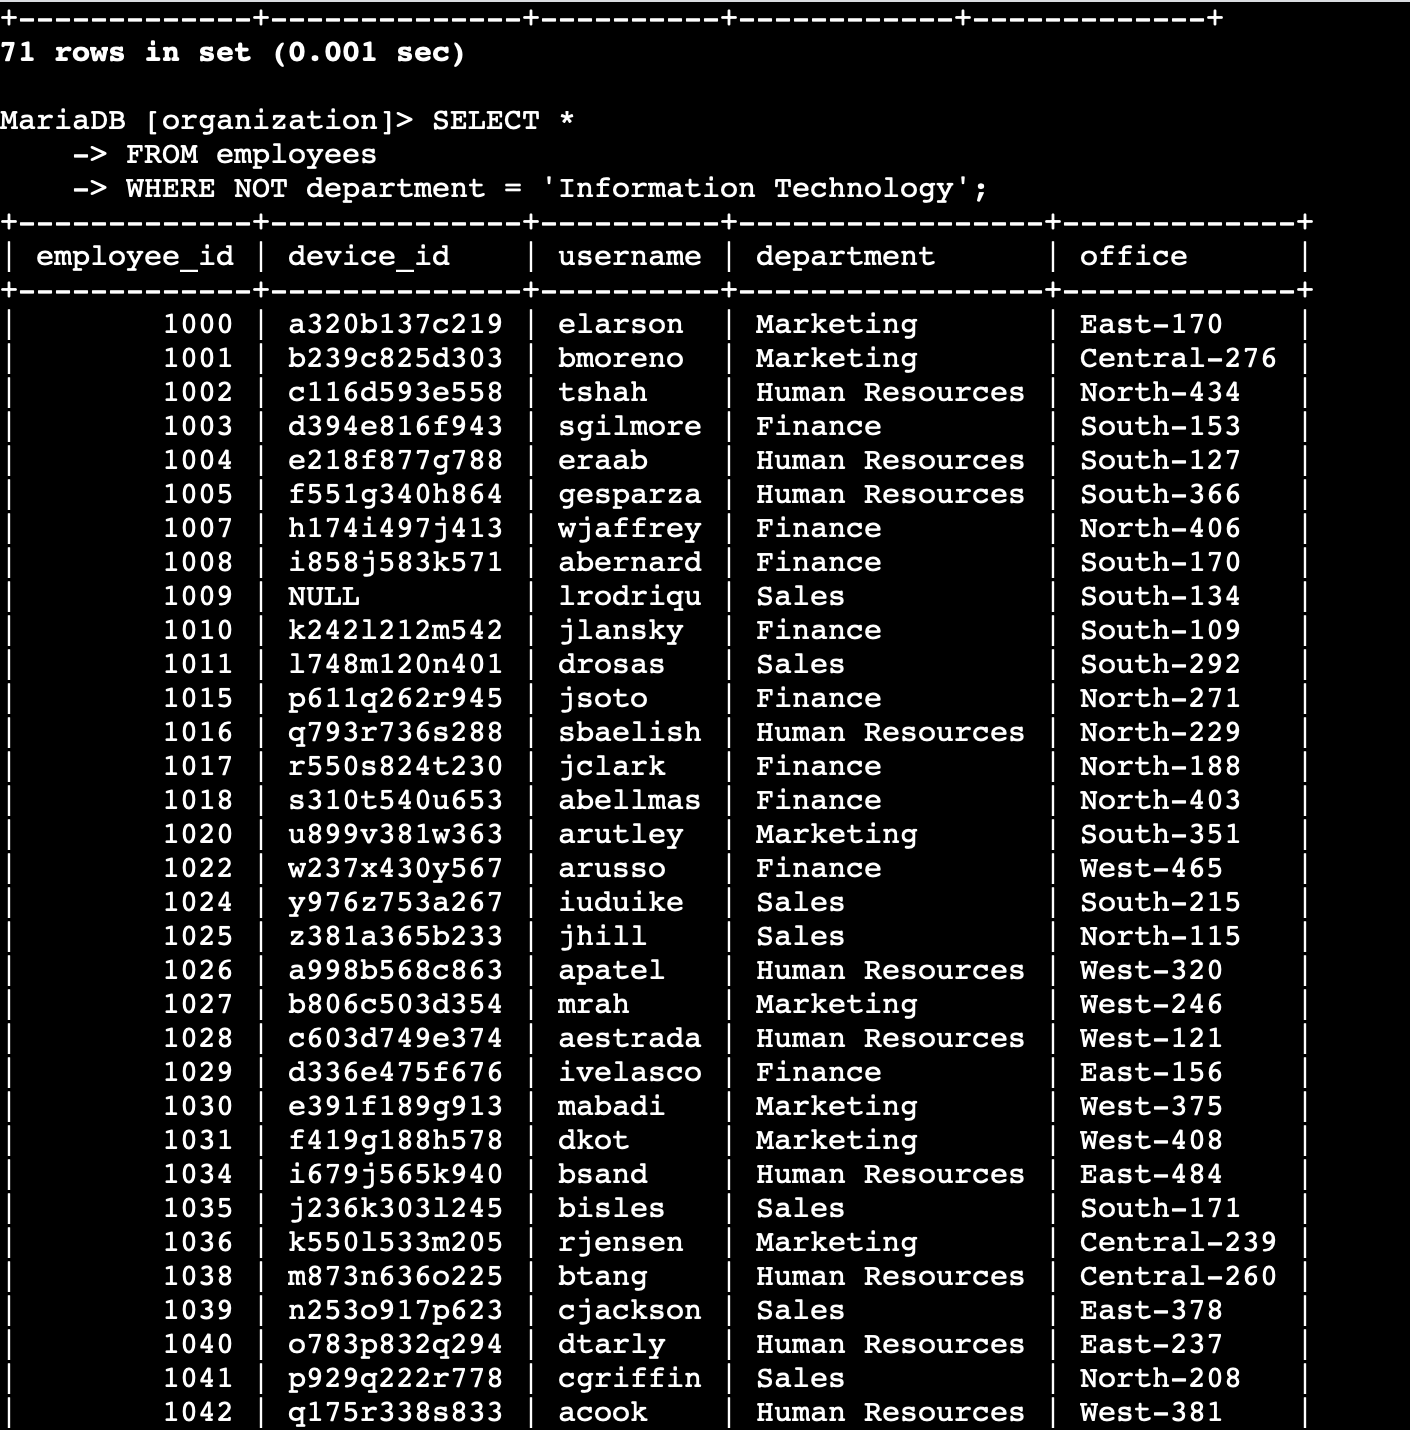 +-------------+--------------+----------+------------+-------------+
71 rows in set (0.001 sec)
MariaDB [organization]> SELECT *
    -> FROM employees
    -> WHERE NOT department = 'Information Technology';
+-------------+--------------+----------+-----------------+-------------+
| employee_id | device_id    | username | department      | office      |
+-------------+--------------+----------+-----------------+-------------+
|        1000 | a320b137c219 | elarson  | Marketing       | East-170    |
|        1001 | b239c825d303 | bmoreno  | Marketing       | Central-276 |
|        1002 | c116d593e558 | tshah    | Human Resources | North-434   |
|        1003 | d394e816f943 | sgilmore | Finance         | South-153   |
|        1004 | e218f877g788 | eraab    | Human Resources | South-127   |
|        1005 | f551g340h864 | gesparza | Human Resources | South-366   |
|        1007 | h174i497j413 | wjaffrey | Finance         | North-406   |
|        1008 | i858j583k571 | abernard | Finance         | South-170   |
|        1009 | NULL         | lrodriqu | Sales           | South-134   |
|        1010 | k242l212m542 | jlansky  | Finance         | South-109   |
|        1011 | l748m120n401 | drosas   | Sales           | South-292   |
|        1015 | p611q262r945 | jsoto    | Finance         | North-271   |
|        1016 | q793r736s288 | sbaelish | Human Resources | North-229   |
|        1017 | r550s824t230 | jclark   | Finance         | North-188   |
|        1018 | s310t540u653 | abellmas | Finance         | North-403   |
|        1020 | u899v381w363 | arutley  | Marketing       | South-351   |
|        1022 | w237x430y567 | arusso   | Finance         | West-465    |
|        1024 | y976z753a267 | iuduike  | Sales           | South-215   |
|        1025 | z381a365b233 | jhill    | Sales           | North-115   |
|        1026 | a998b568c863 | apatel   | Human Resources | West-320    |
|        1027 | b806c503d354 | mrah     | Marketing       | West-246    |
|        1028 | c603d749e374 | aestrada | Human Resources | West-121    |
|        1029 | d336e475f676 | ivelasco | Finance         | East-156    |
|        1030 | e391f189g913 | mabadi   | Marketing       | West-375    |
|        1031 | f419g188h578 | dkot     | Marketing       | West-408    |
|        1034 | i679j565k940 | bsand    | Human Resources | East-484    |
|        1035 | j236k303l245 | bisles   | Sales           | South-171   |
|        1036 | k550l533m205 | rjensen  | Marketing       | Central-239 |
|        1038 | m873n636o225 | btang    | Human Resources | Central-260 |
|        1039 | n253o917p623 | cjackson | Sales           | East-378    |
|        1040 | o783p832q294 | dtarly   | Human Resources | East-237    |
|        1041 | p929q222r778 | cgriffin | Sales           | North-208   |
|        1042 | q175r338s833 | acook    | Human Resources | West-381    |